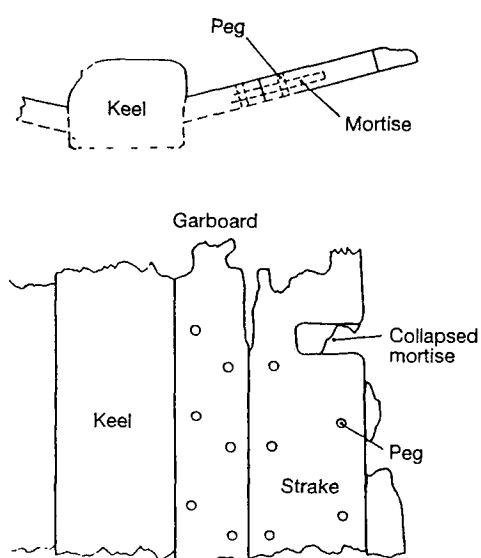 Peg
Keel
Mortise
Garboard
Collapsed
mortise
Keel
Peg
Strake